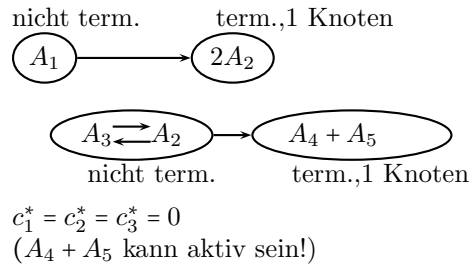 nicht term. term.,1 Knoten
A₁ 2A₂
A₃ A₂ A₄ + A₅
nicht term. term.,1 Knoten
c₁* = c₂* = c₃* = 0
(A₄ + A₅ kann aktiv sein!)